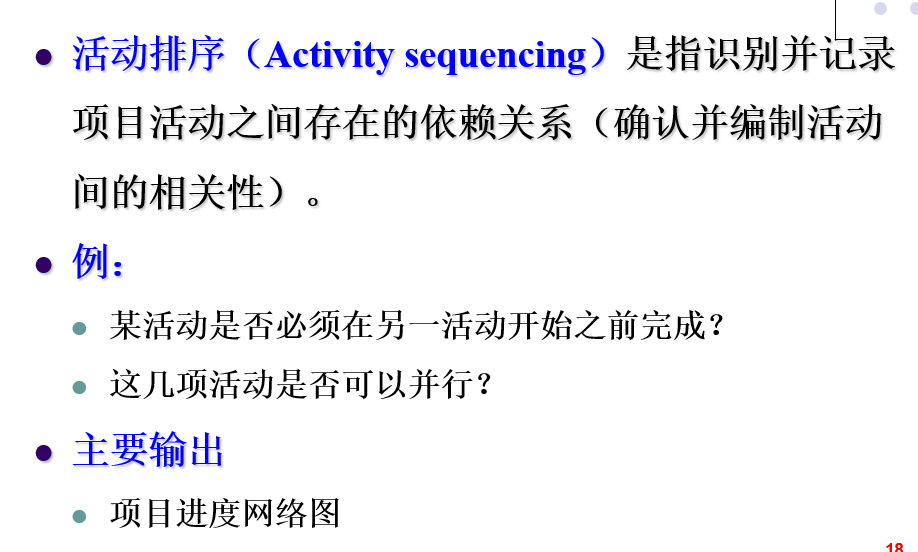 活动排序（Activity sequencing）是指识别并记录
项目活动之间存在的依赖关系（确认并编制活动
间的相关性）。
例：
某活动是否必须在另一活动开始之前完成？
这几项活动是否可以并行？
主要输出
项目进度网络图
18